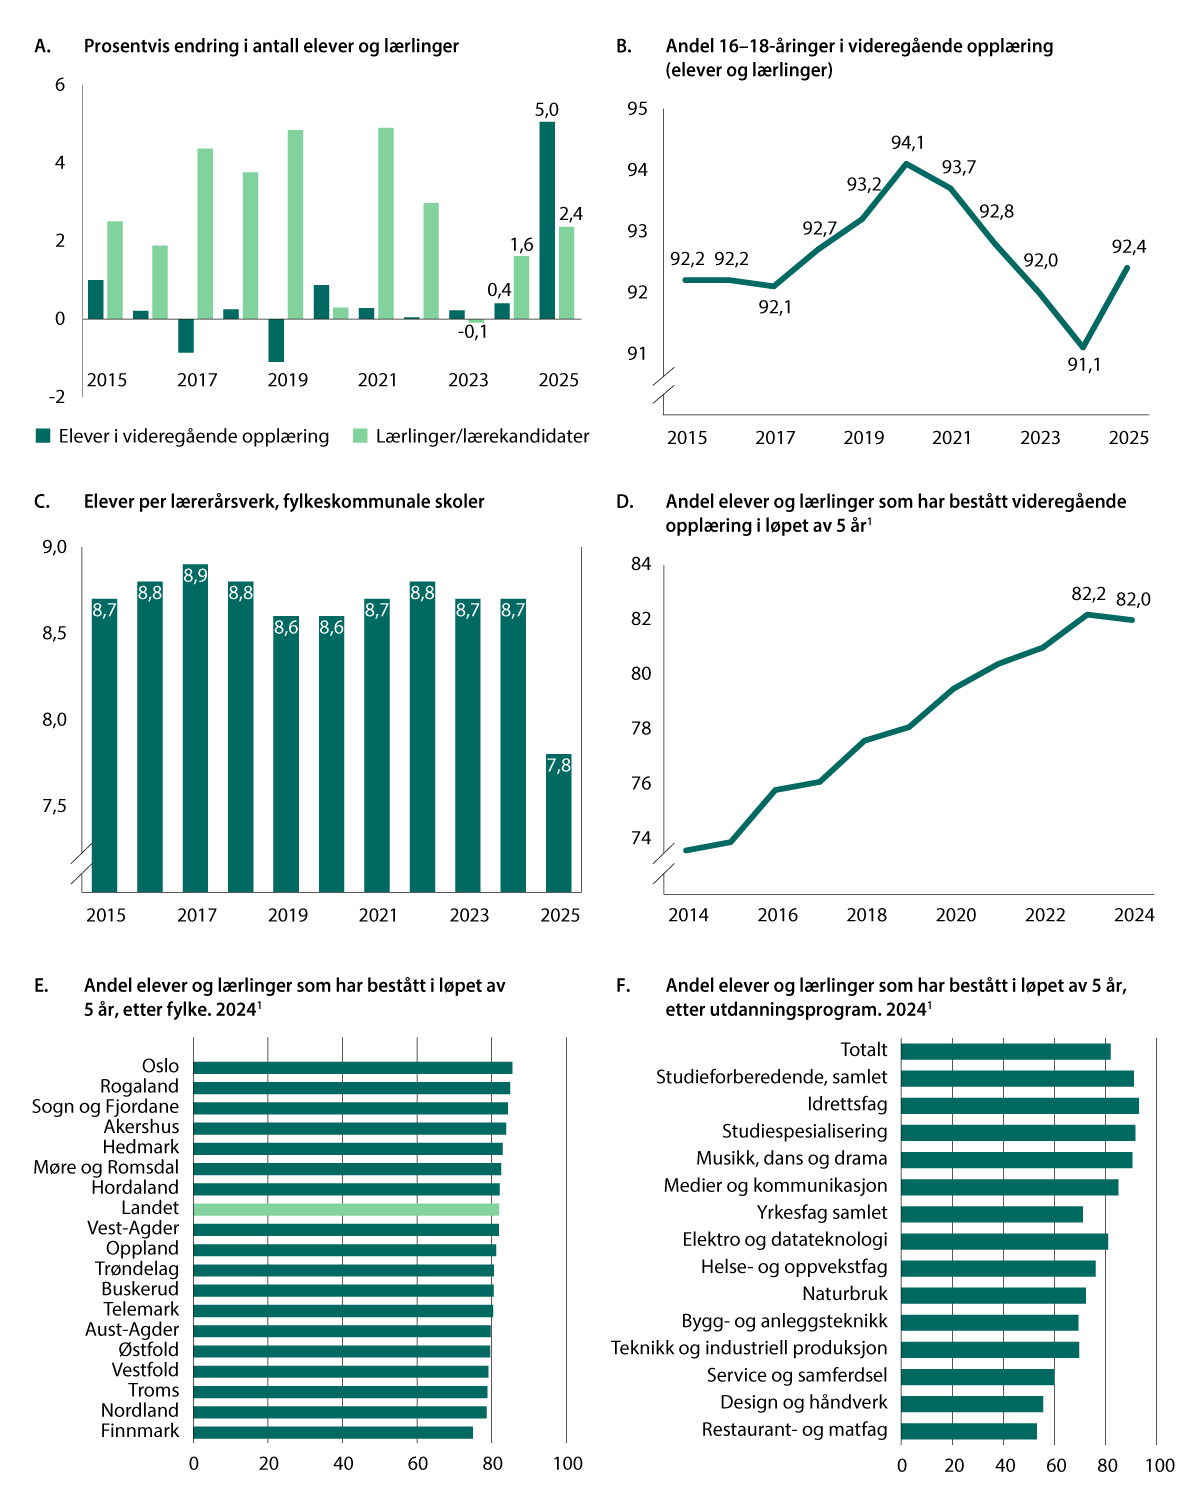 A. Prosentvis endring i antall elever og lærlinger
6
4
2
0
-2
5,0
2,4
1,6
0,4
-0,1
2015 2017 2019 2021 2023 2025
Elever i videregående opplæring Lærlinger/lærekandidater
B. Andel 16–18-åringer i videregående opplæring
(elever og lærlinger)
95
94
93
92
91
92,2 92,2 92,1 92,7 93,2 94,1 93,7 92,8 92,0 91,1 92,4
2015 2017 2019 2021 2023 2025
C. Elever per lærerårsverk, fylkeskommunale skoler
9,0
8,5
8,0
7,5
8,7 8,8 8,9 8,8 8,6 8,6 8,7 8,8 8,7 8,7 7,8
2015 2017 2019 2021 2023 2025
D. Andel elever og lærlinger som har bestått videregående
opplæring i løpet av 5 år¹
84
82
80
78
76
74
82,2 82,0
2014 2016 2018 2020 2022 2024
E. Andel elever og lærlinger som har bestått i løpet av
5 år, etter fylke. 2024¹
Oslo
Rogaland
Sogn og Fjordane
Akershus
Hedmark
Møre og Romsdal
Hordaland
Landet
Vest-Agder
Oppland
Trøndelag
Buskerud
Telemark
Aust-Agder
Østfold
Vestfold
Troms
Nordland
Finnmark
0 20 40 60 80 100
F. Andel elever og lærlinger som har bestått i løpet av 5 år,
etter utdanningsprogram. 2024¹
Totalt
Studieforberedende, samlet
Idrettsfag
Studiespesialisering
Musikk, dans og drama
Medier og kommunikasjon
Yrkesfag samlet
Elektro og datateknologi
Helse- og oppvekstfag
Naturbruk
Bygg- og anleggsteknikk
Teknikk og industriell produksjon
Service og samferdsel
Design og håndverk
Restaurant- og matfag
0 20 40 60 80 100